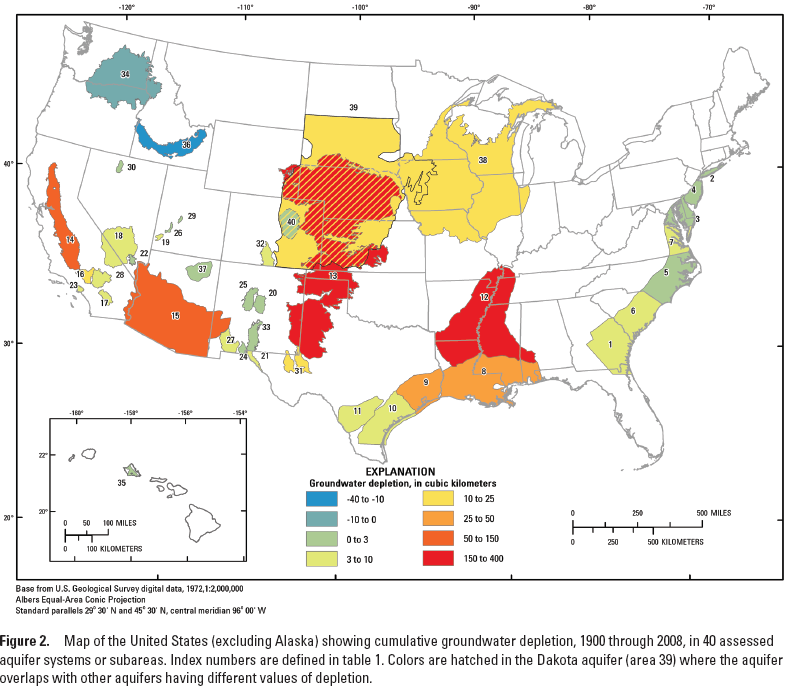 -120° -110° -100° -90° -80° -70°
34
39
36
38
40°
30
2
4
3
40
29
26
19
18
14
7
32
22
37
5
16
28
13
23
17
25
20
12
15
6
33
27
1
30°
24
21
31
8
9
11
10
-160° -158° -156° -154°
22°
35
20°
0 50 100 MILES
0 100 KILOMETERS
20°
EXPLANATION
Groundwater depletion, in cubic kilometers
-40 to -10
-10 to 0
0 to 3
3 to 10
10 to 25
25 to 50
50 to 150
150 to 400
0 250 500 MILES
0 250 500 KILOMETERS
Base from U.S. Geological Survey digital data, 1972,1:2,000,000
Albers Equal-Area Conic Projection
Standard parallels 29° 30' N and 45° 30' N, central meridian 96° 00' W
Figure 2. Map of the United States (excluding Alaska) showing cumulative groundwater depletion, 1900 through 2008, in 40 assessed
aquifer systems or subareas. Index numbers are defined in table 1. Colors are hatched in the Dakota aquifer (area 39) where the aquifer
overlaps with other aquifers having different values of depletion.